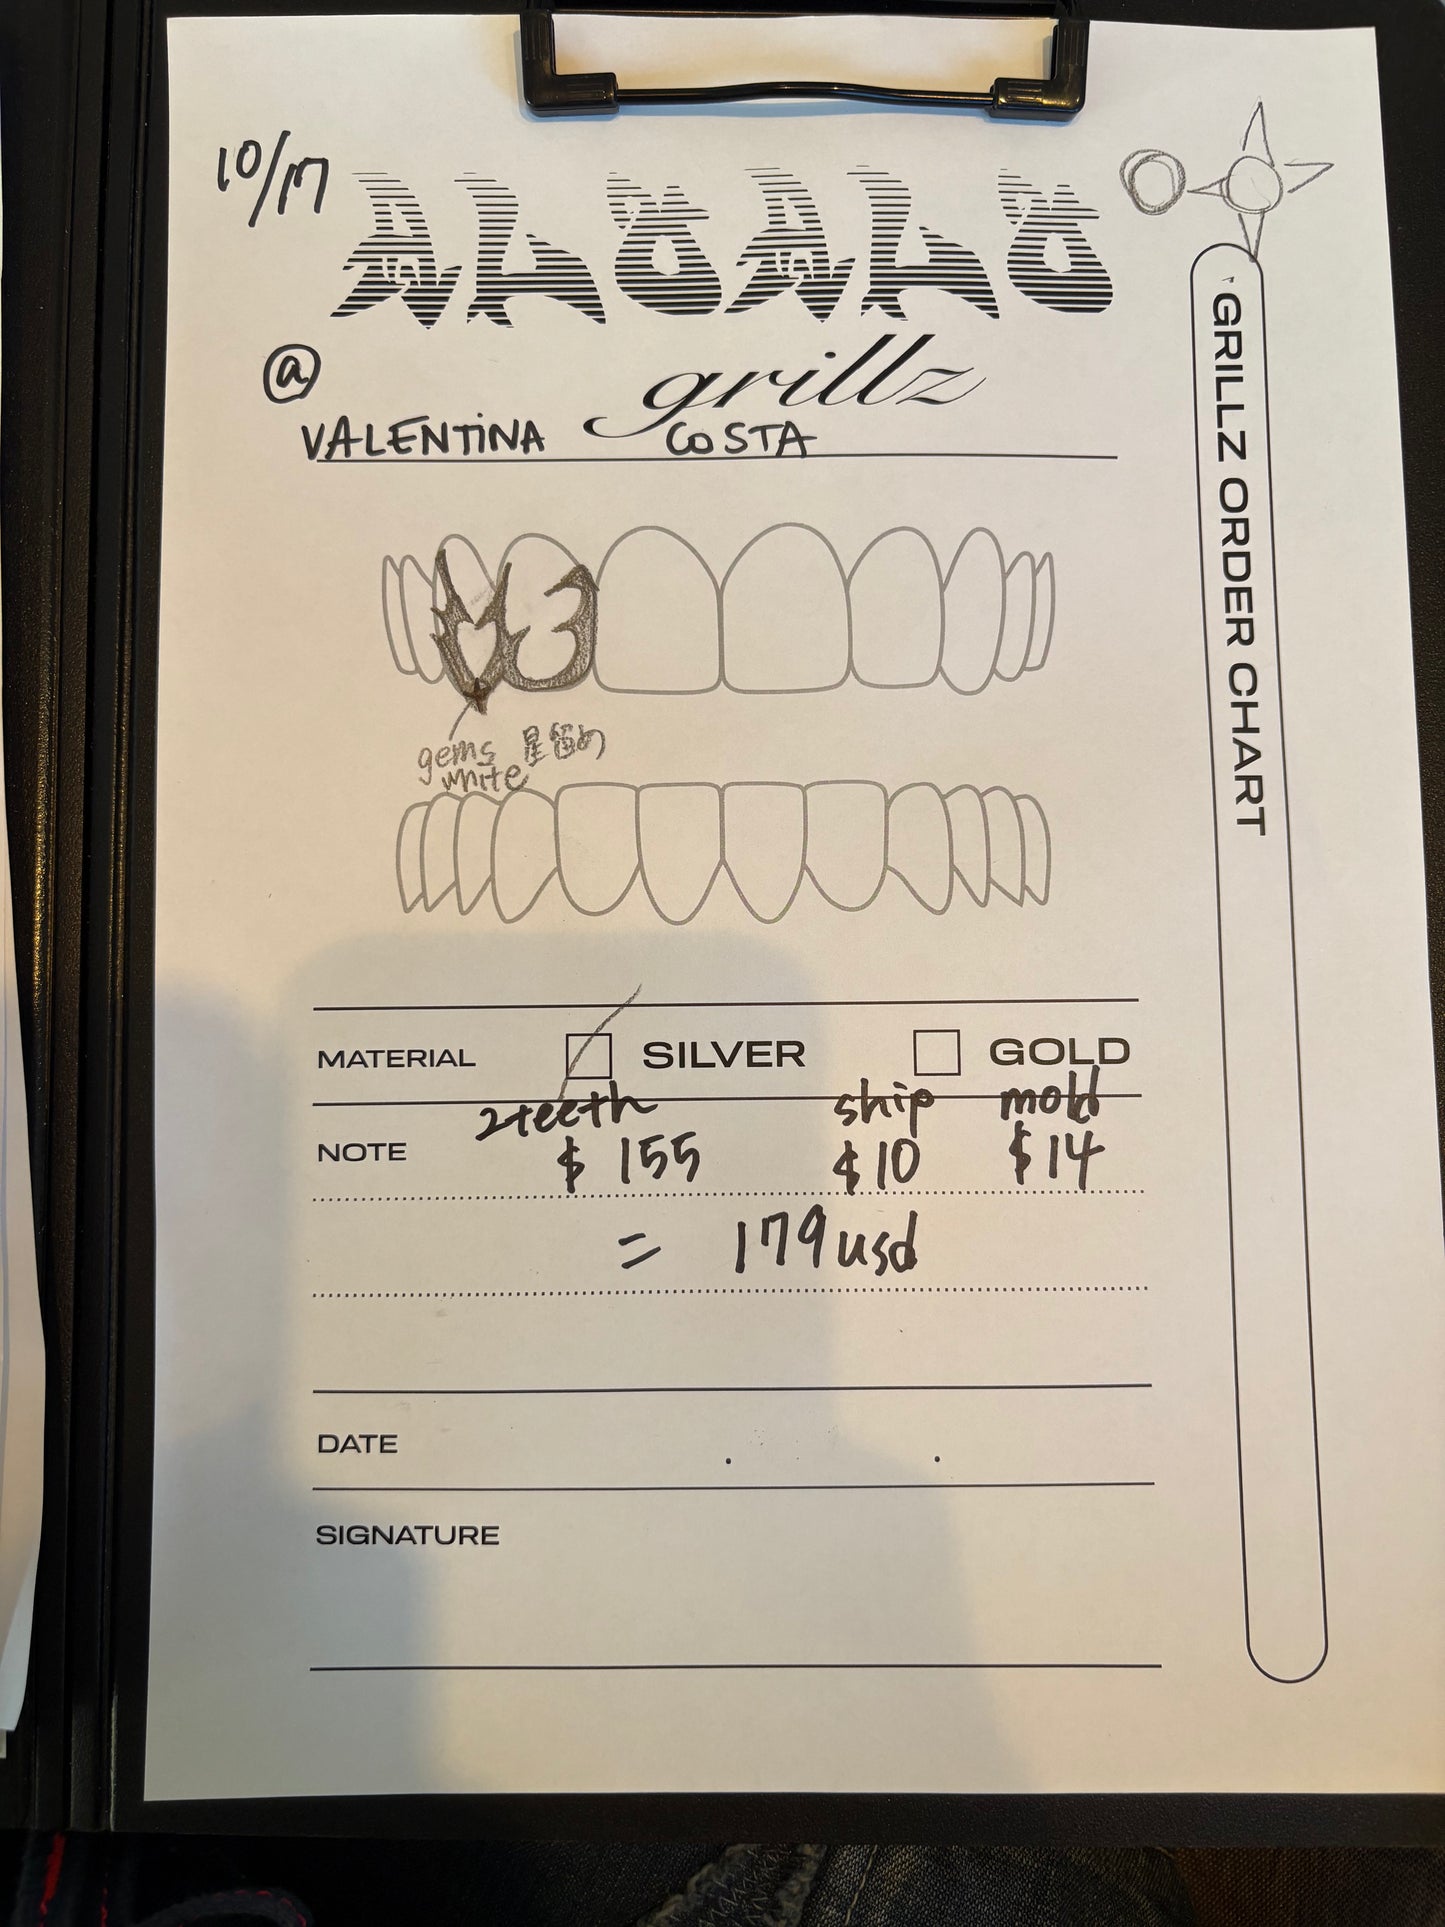 10/17
grillz
@
VALENTINA COSTA
GRILLZ ORDER CHART
gems 星留め
white
MATERIAL SILVER GOLD
2teeth ship mold
NOTE $ 155 $10 $14
= 179usd
DATE . .
SIGNATURE